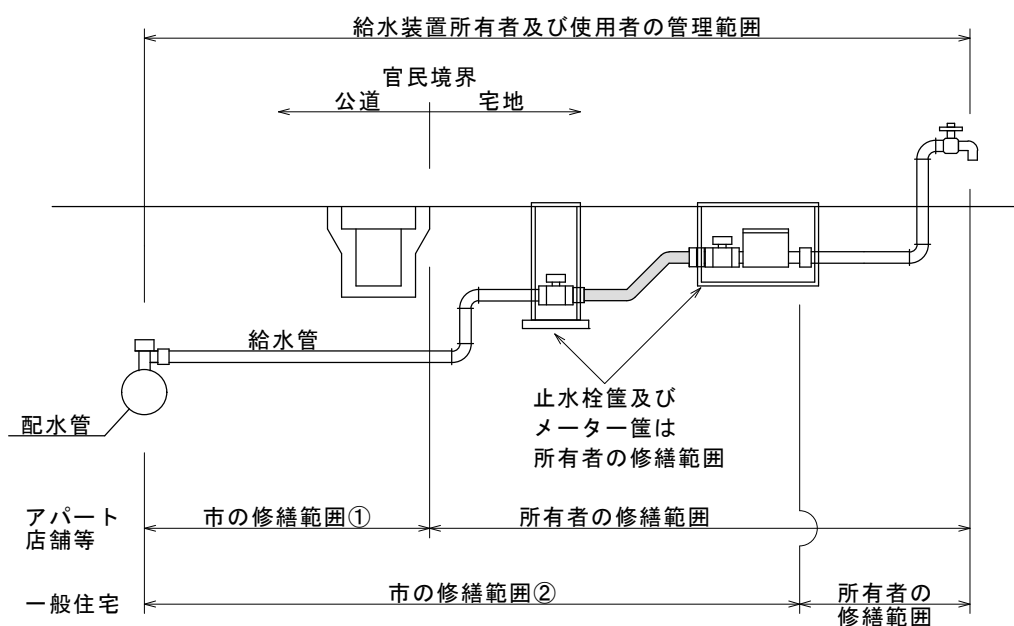 給水装置所有者及び使用者の管理範囲
官民境界
公道
宅地
給水管
配水管
止水栓筐及び
メーター筐は
所有者の修繕範囲
アパート
店舗等
市の修繕範囲①
所有者の修繕範囲
一般住宅
市の修繕範囲②
所有者の
修繕範囲